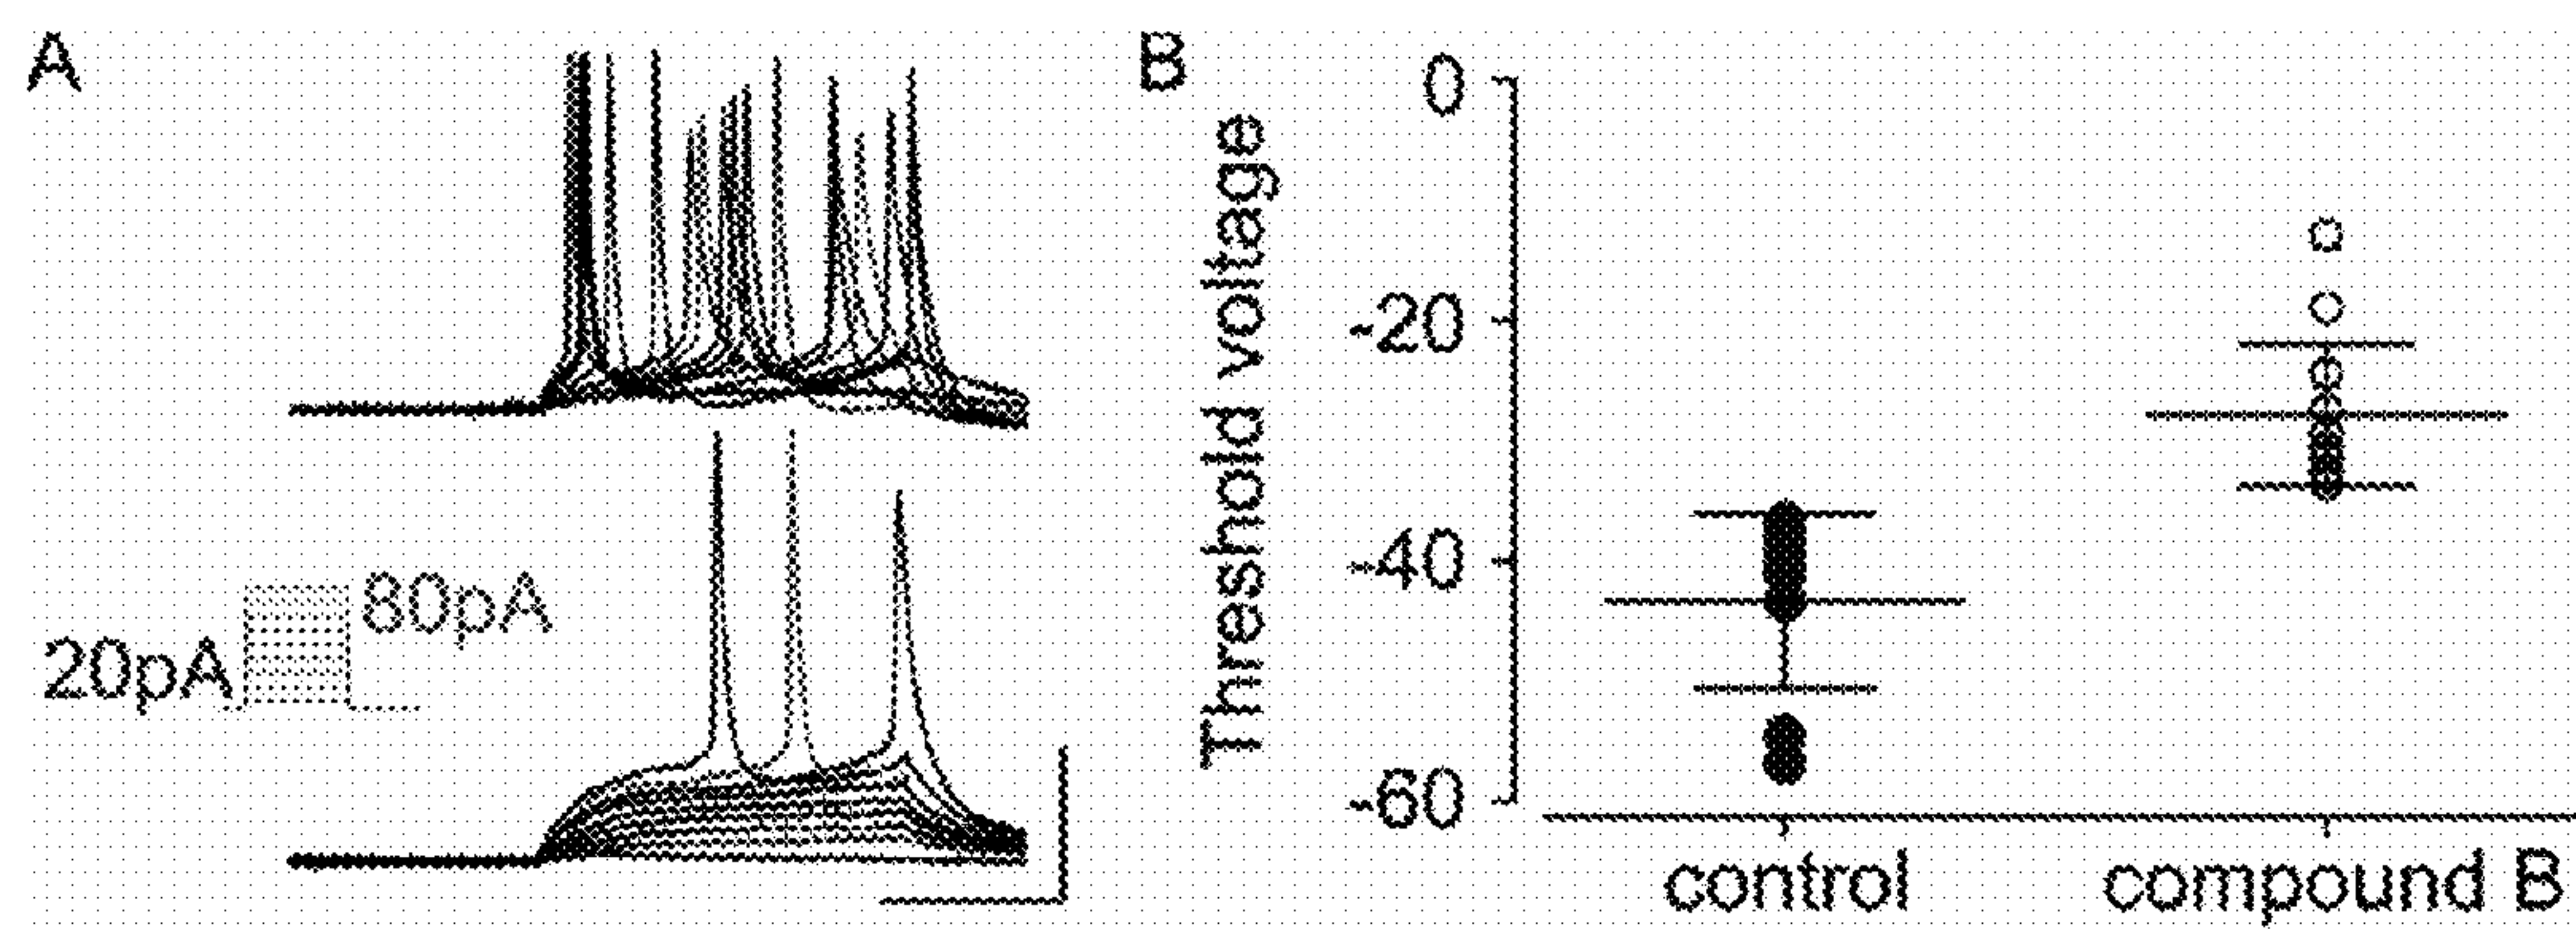 A
80pA
20pA
B
Threshold voltage
0
-20
-40
-60
control
compound B